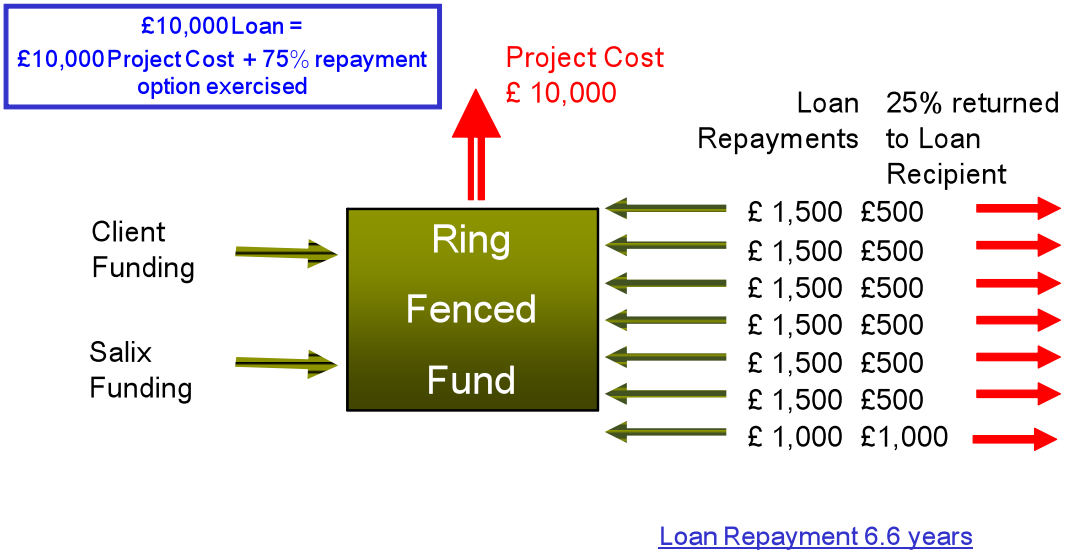 £10,000 Loan =
£10,000 Project Cost + 75% repayment
option exercised
Project Cost
£ 10,000
Loan
Repayments
25% returned
to Loan
Recipient
Client
Funding
Salix
Funding
Ring
Fenced
Fund
£ 1,500 £500
£ 1,500 £500
£ 1,500 £500
£ 1,500 £500
£ 1,500 £500
£ 1,500 £500
£ 1,000 £1,000
Loan Repayment 6.6 years